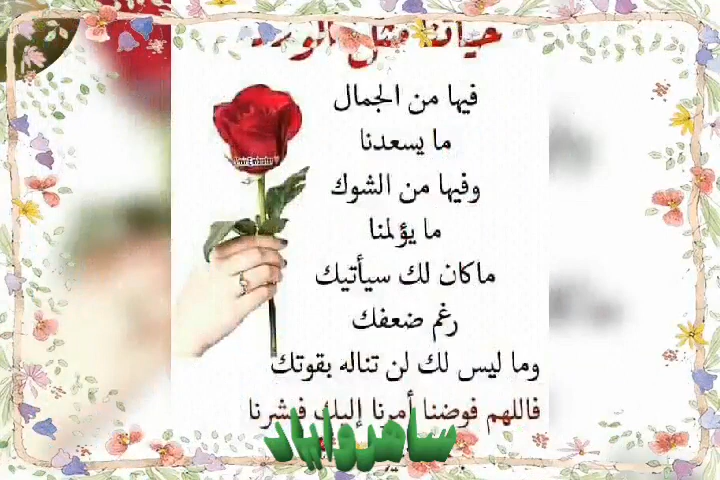 حياتنا مثل الورد
فيها من الجمال
ما يسعدنا
وفيها من الشوك
ما يؤلمنا
ماكان لك سيأتيك
رغم ضعفك
وما ليس لك لن تناله بقوتك
فاللهم فوضنا أمرنا إليك فبشرنا